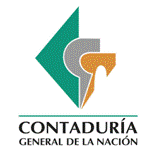 CONTADURÍA
GENERAL DE LA NACIÓN